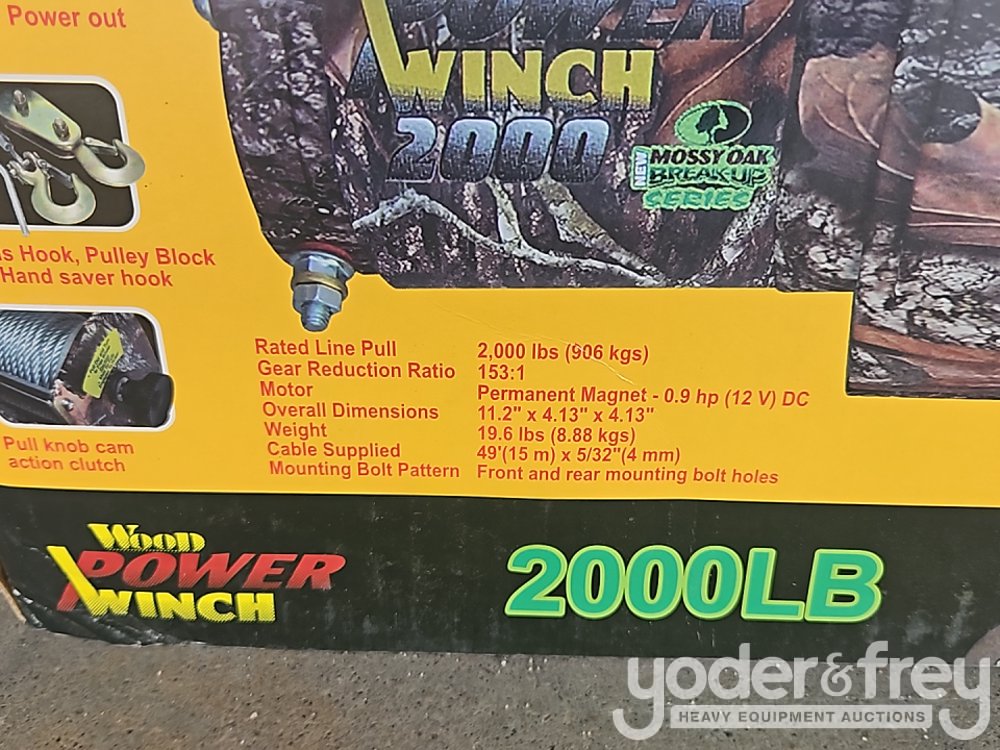 Power out
POWER
WINCH
2000
MOSSY OAK
NEW
BREAK-UP
SERIES
Hook, Pulley Block
Hand saver hook
Pull knob cam
action clutch
Rated Line Pull 2,000 lbs (906 kgs)
Gear Reduction Ratio 153:1
Motor Permanent Magnet - 0.9 hp (12 V) DC
Overall Dimensions 11.2" x 4.13" x 4.13"
Weight 19.6 lbs (8.88 kgs)
Cable Supplied 49'(15 m) x 5/32"(4 mm)
Mounting Bolt Pattern Front and rear mounting bolt holes
WOOD
POWER
WINCH
2000LB
yoder&frey
HEAVY EQUIPMENT AUCTIONS